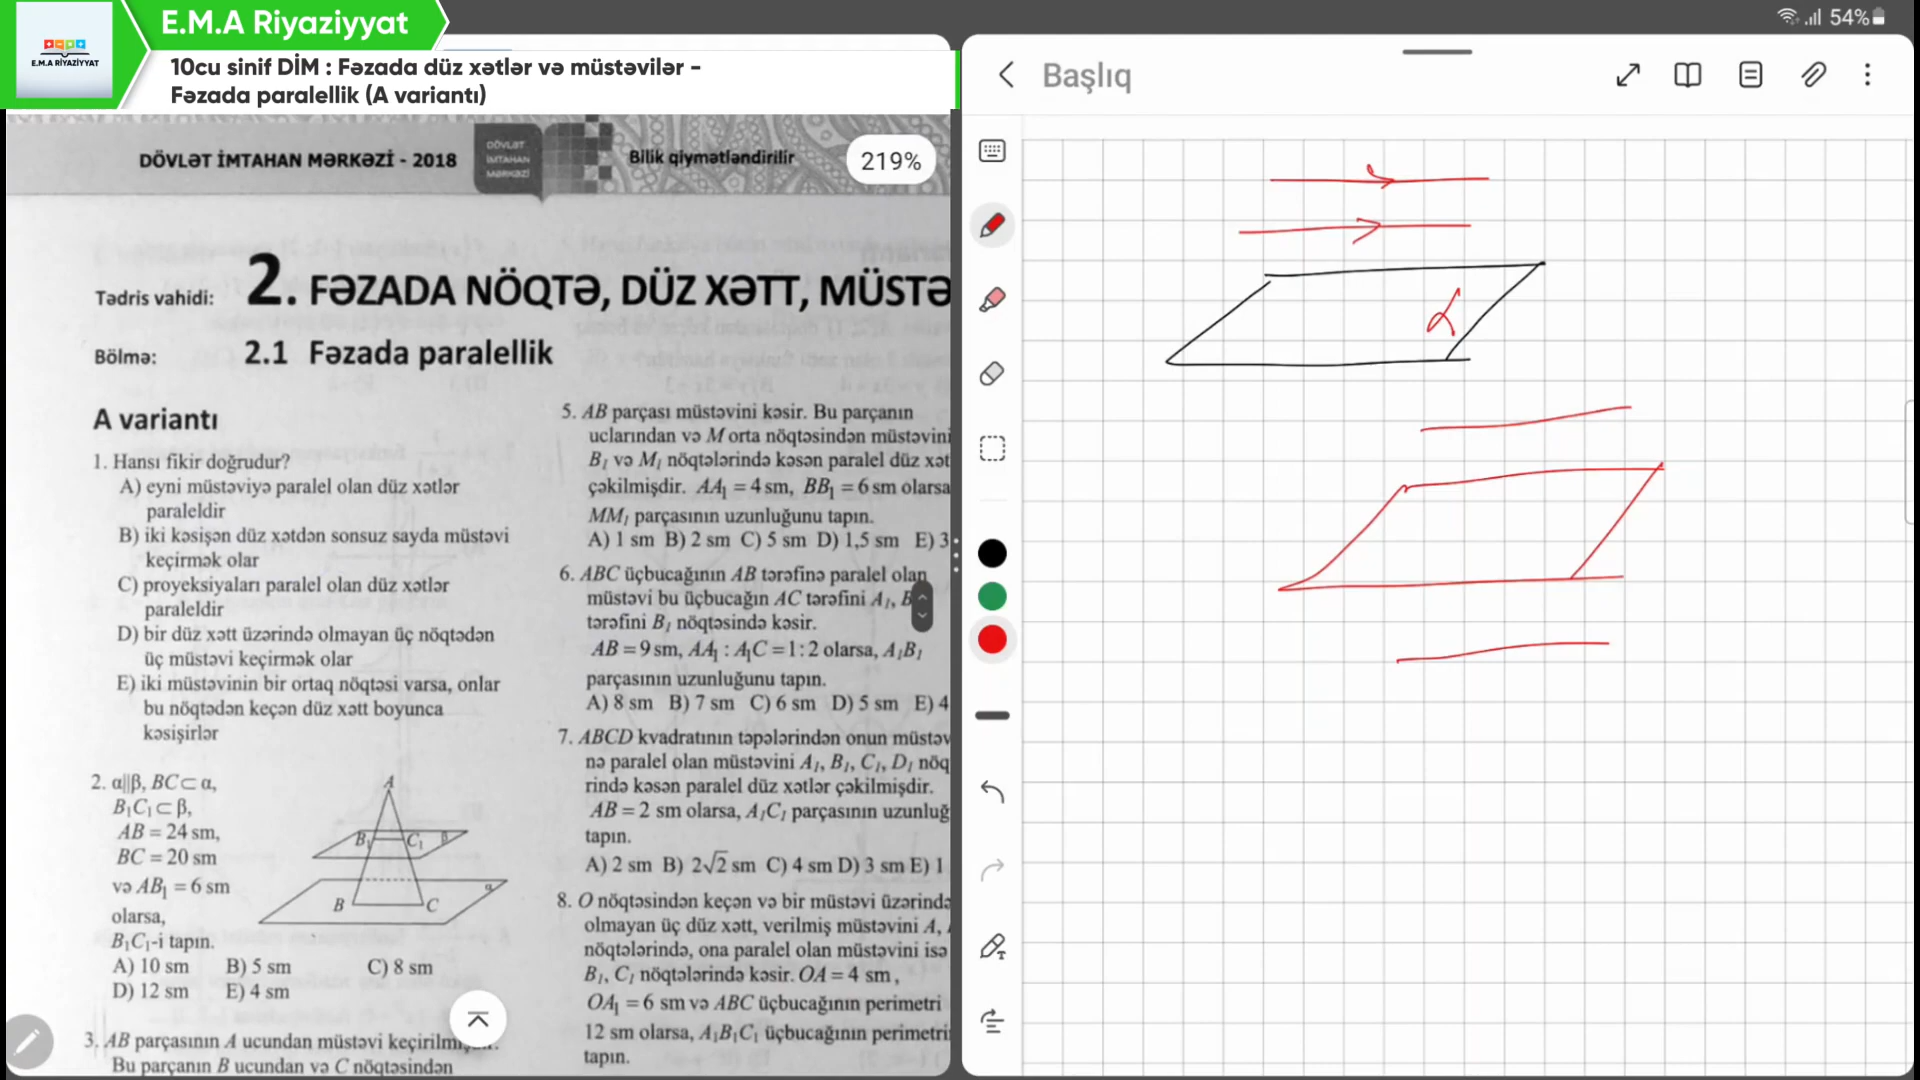 E.M.A Riyaziyyat
E.M.A RİYAZİYYAT
10cu sinif DİM : Fəzada düz xətlər və müstəvilər -
Fəzada paralellik (A variantı)
54%
DÖVLƏT İMTAHAN MƏRKƏZİ - 2018
DÖVLƏT
İMTAHAN
MƏRKƏZİ
Bilik qiymətləndirilir
219%
Tədris vahidi: 2. FƏZADA NÖQTƏ, DÜZ XƏTT, MÜSTƏ
Bölmə: 2.1 Fəzada paralellik
A variantı
1. Hansı fikir doğrudur?
A) eyni müstəviyə paralel olan düz xətlər
paraleldir
B) iki kəsişən düz xətdən sonsuz sayda müstəvi
keçirmək olar
C) proyeksiyaları paralel olan düz xətlər
paraleldir
D) bir düz xətt üzərində olmayan üç nöqtədən
üç müstəvi keçirmək olar
E) iki müstəvinin bir ortaq nöqtəsi varsa, onlar
bu nöqtədən keçən düz xətt boyunca
kəsişirlər
2. α||β, BC⊂α,
B₁C₁⊂β,
AB = 24 sm,
BC = 20 sm
və AB₁ = 6 sm
olarsa,
B₁C₁-i tapın.
A) 10 sm B) 5 sm C) 8 sm
D) 12 sm E) 4 sm
A
B₁ C₁ β
α
B C
3. AB parçasının A ucundan müstəvi
Bu parçanın B ucundan və C nöqtəsindən
5. AB parçası müstəvini kəsir. Bu parçanın
uclarından və M orta nöqtəsindən müstəvini
B₁ və M₁ nöqtələrində kəsən paralel düz xət
çəkilmişdir. AA₁ = 4 sm, BB₁ = 6 sm olarsa
MM₁ parçasının uzunluğunu tapın.
A) 1 sm B) 2 sm C) 5 sm D) 1,5 sm E) 3
6. ABC üçbucağının AB tərəfinə paralel olan
müstəvi bu üçbucağın AC tərəfini A₁, B
tərəfini B₁ nöqtəsində kəsir.
AB = 9 sm, AA₁ : A₁C = 1 : 2 olarsa, A₁B₁
parçasının uzunluğunu tapın.
A) 8 sm B) 7 sm C) 6 sm D) 5 sm E) 4
7. ABCD kvadratının təpələrindən onun müstəv
nə paralel olan müstəvini A₁, B₁, C₁, D₁ nöq
rində kəsən paralel düz xətlər çəkilmişdir.
AB = 2 sm olarsa, A₁C₁ parçasının uzunluğ
tapın.
A) 2 sm B) 2√2 sm C) 4 sm D) 3 sm E) 1
8. O nöqtəsindən keçən və bir müstəvi üzərində
olmayan üç düz xətt, verilmiş müstəvini A,
nöqtələrində, ona paralel olan müstəvini isə
B₁, C₁ nöqtələrində kəsir. OA = 4 sm,
OA₁ = 6 sm və ABC üçbucağının perimetri
12 sm olarsa, A₁B₁C₁ üçbucağının perimetri
tapın.
Başlıq
α